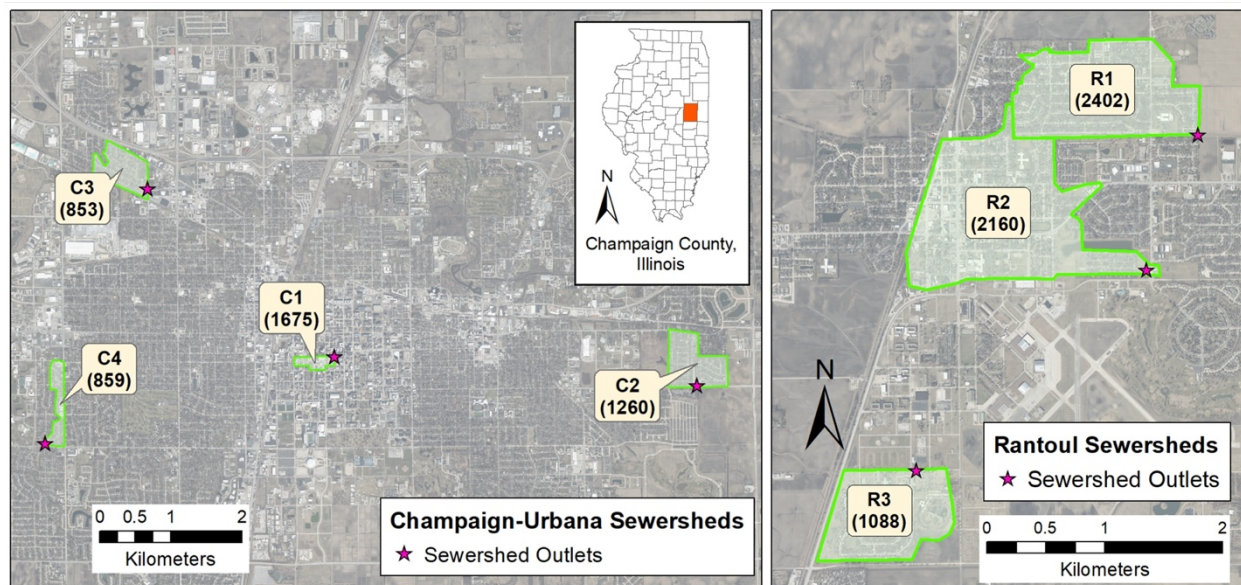 C3
(853)
C1
(1675)
C4
(859)
C2
(1260)
N
Champaign County,
Illinois
0 0.5 1 2
Kilometers
Champaign-Urbana Sewersheds
Sewershed Outlets
R1
(2402)
R2
(2160)
N
R3
(1088)
Rantoul Sewersheds
Sewershed Outlets
0 0.5 1 2
Kilometers